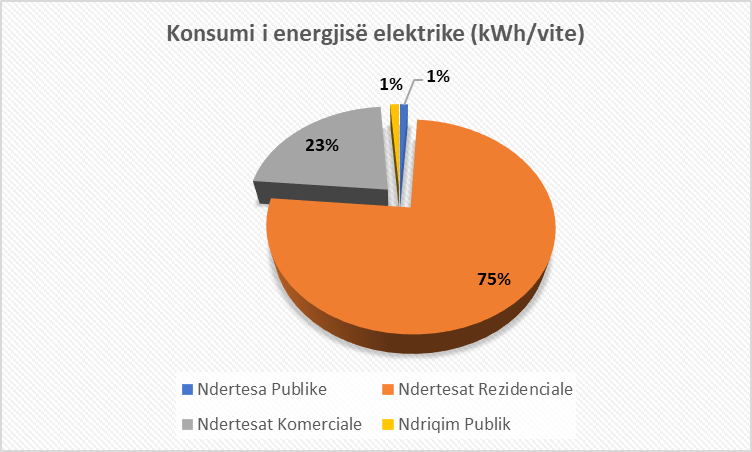 Konsumi i energjisë elektrike (kWh/vite)
1%
1%
23%
75%
Ndertesa Publike
Ndertesat Rezidenciale
Ndertesat Komerciale
Ndriqim Publik